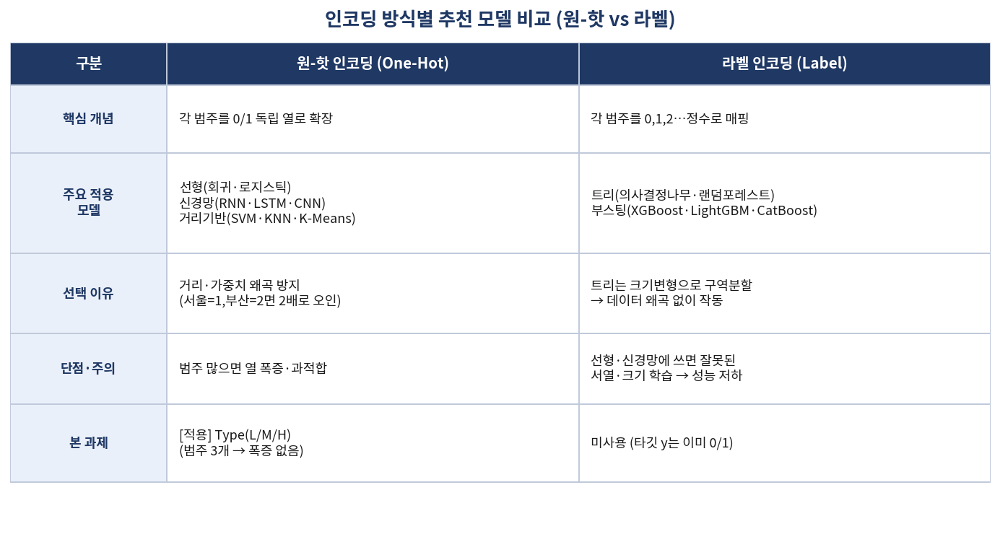 인코딩 방식별 추천 모델 비교 (원-핫 vs 라벨)
구분
원-핫 인코딩 (One-Hot)
라벨 인코딩 (Label)
핵심 개념
각 범주를 0/1 독립 열로 확장
각 범주를 0,1,2⋯정수로 매핑
주요 적용
모델
선형(회귀·로지스틱)
신경망(RNN·LSTM·CNN)
거리기반(SVM·KNN·K-Means)
트리(의사결정나무·랜덤포레스트)
부스팅(XGBoost·LightGBM·CatBoost)
선택 이유
거리·가중치 왜곡 방지
(서울=1,부산=2면 2배로 오인)
트리는 크기변형으로 구역분할
→ 데이터 왜곡 없이 작동
단점·주의
범주 많으면 열 폭증·과적합
선형·신경망에 쓰면 잘못된
서열·크기 학습 → 성능 저하
본 과제
[적용] Type(L/M/H)
(범주 3개 → 폭증 없음)
미사용 (타깃 y는 이미 0/1)